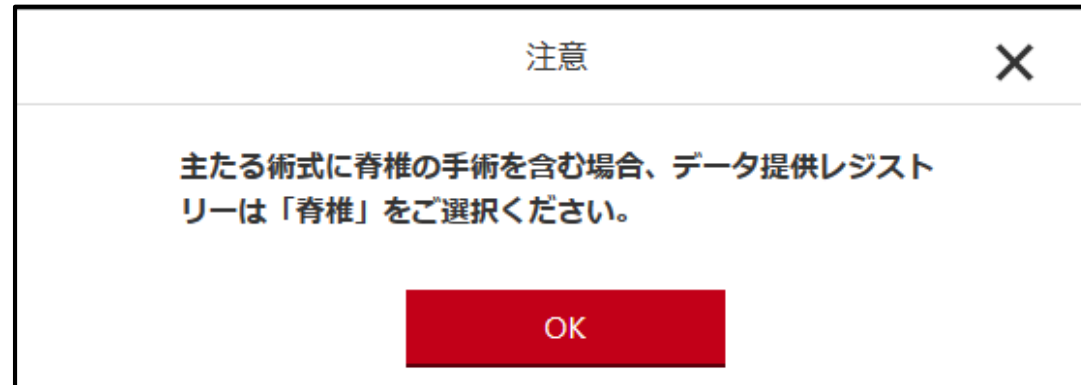 注意
主たる術式に脊椎の手術を含む場合、データ提供レジスト
リーは「脊椎」をご選択ください。
OK